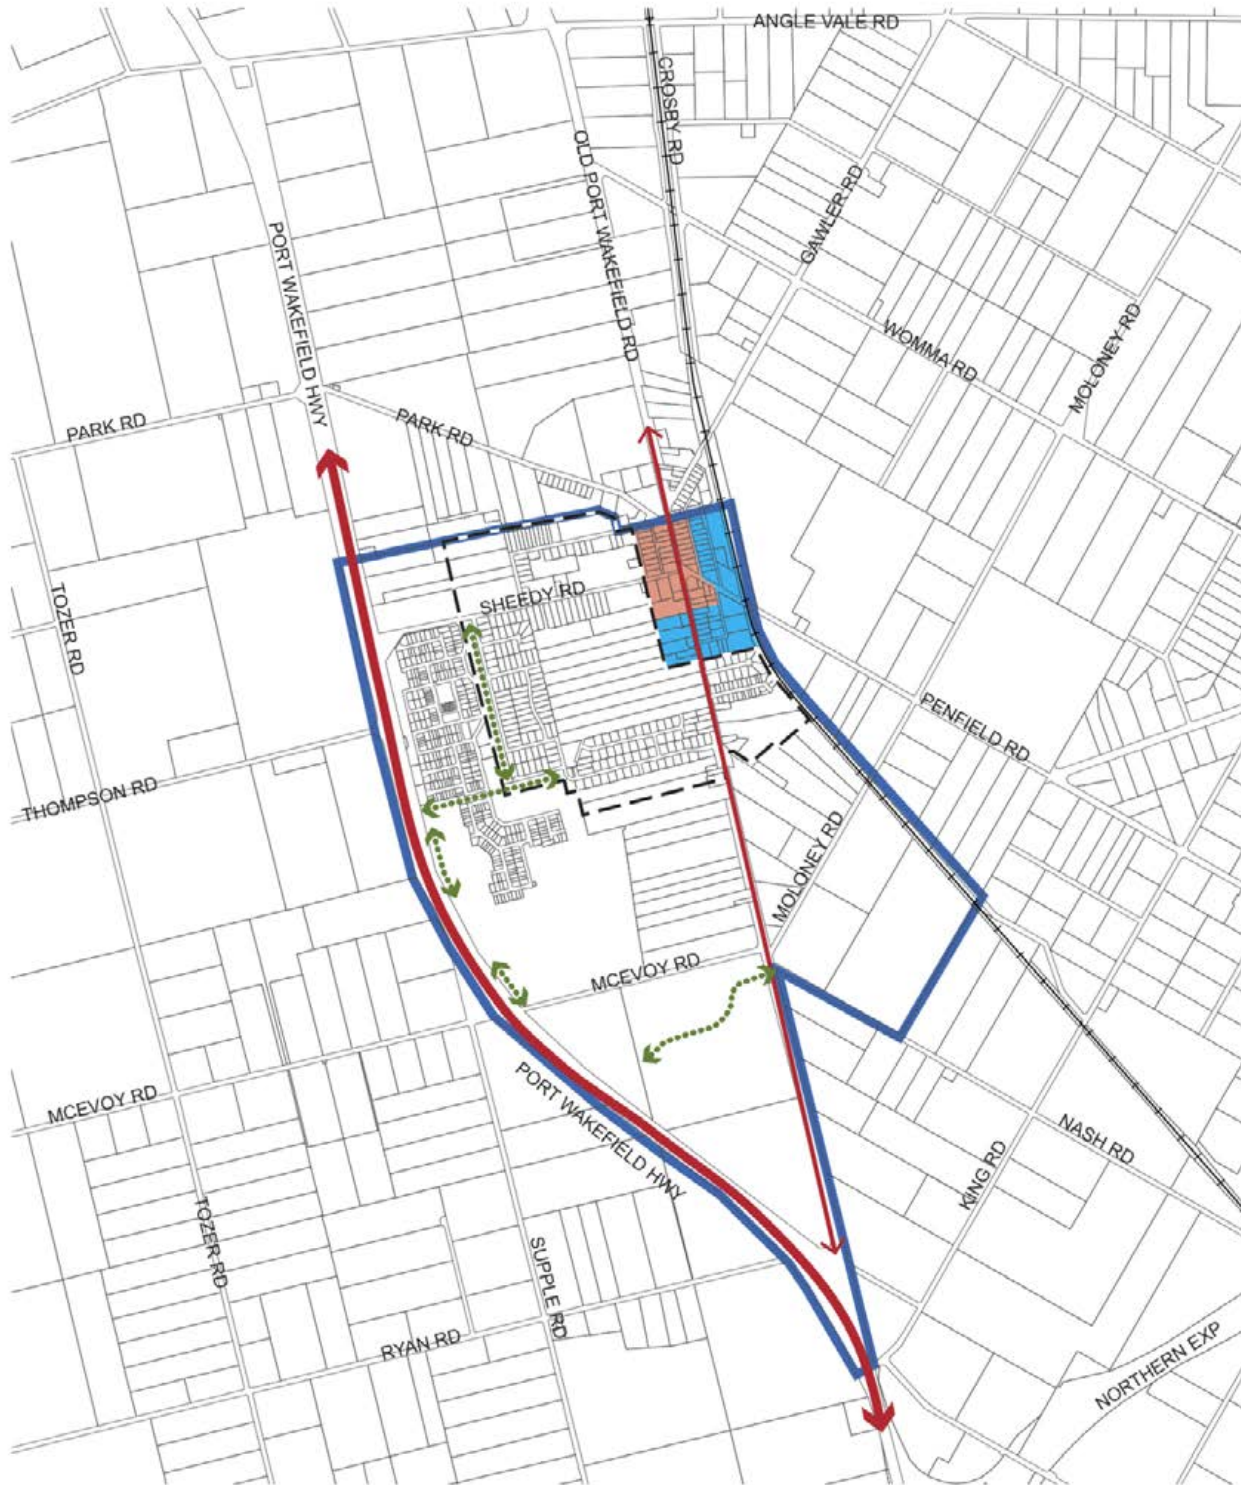 ANGLE VALE RD
CROSBY RD
OLD PORT WAKEFIELD RD
GAWLER RD
PORT WAKEFIELD HWY
WOMMA RD
MOLONEY RD
PARK RD
PARK RD
TOZER RD
SHEEDY RD
PENFIELD RD
THOMPSON RD
MOLONEY RD
MCEVOY RD
MCEVOY RD
PORT WAKEFIELD HWY
NASH RD
KING RD
TOZER RD
SUPPLE RD
RYAN RD
NORTHERN EXP